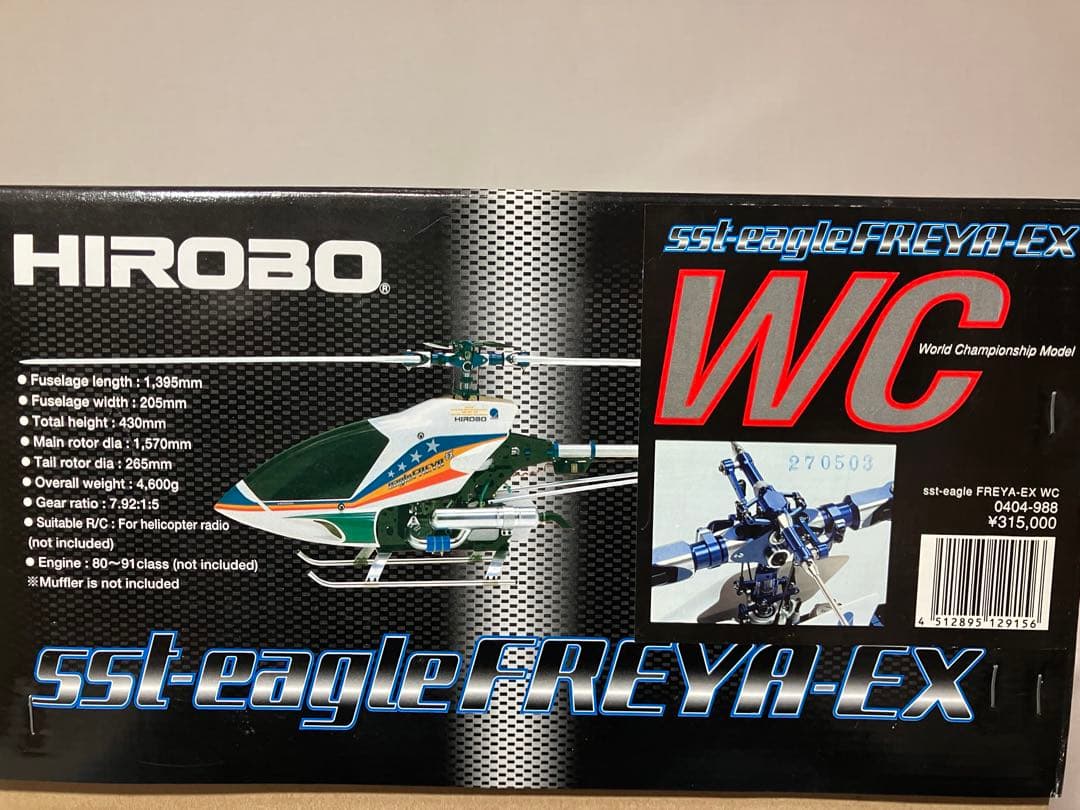 HIROBO®
● Fuselage length : 1,395mm
● Fuselage width : 205mm
● Total height : 430mm
● Main rotor dia : 1,570mm
● Tail rotor dia : 265mm
● Overall weight : 4,600g
● Gear ratio : 7.92:1:5
● Suitable R/C : For helicopter radio
(not included)
● Engine : 80～91class (not included)
※Muffler is not included
HIROBO
sst-eagle FREYA-EX
WC
World Championship Model
270503
sst-eagle FREYA-EX WC
0404-988
¥315,000
4 512895 129156
sst-eagle FREYA-EX